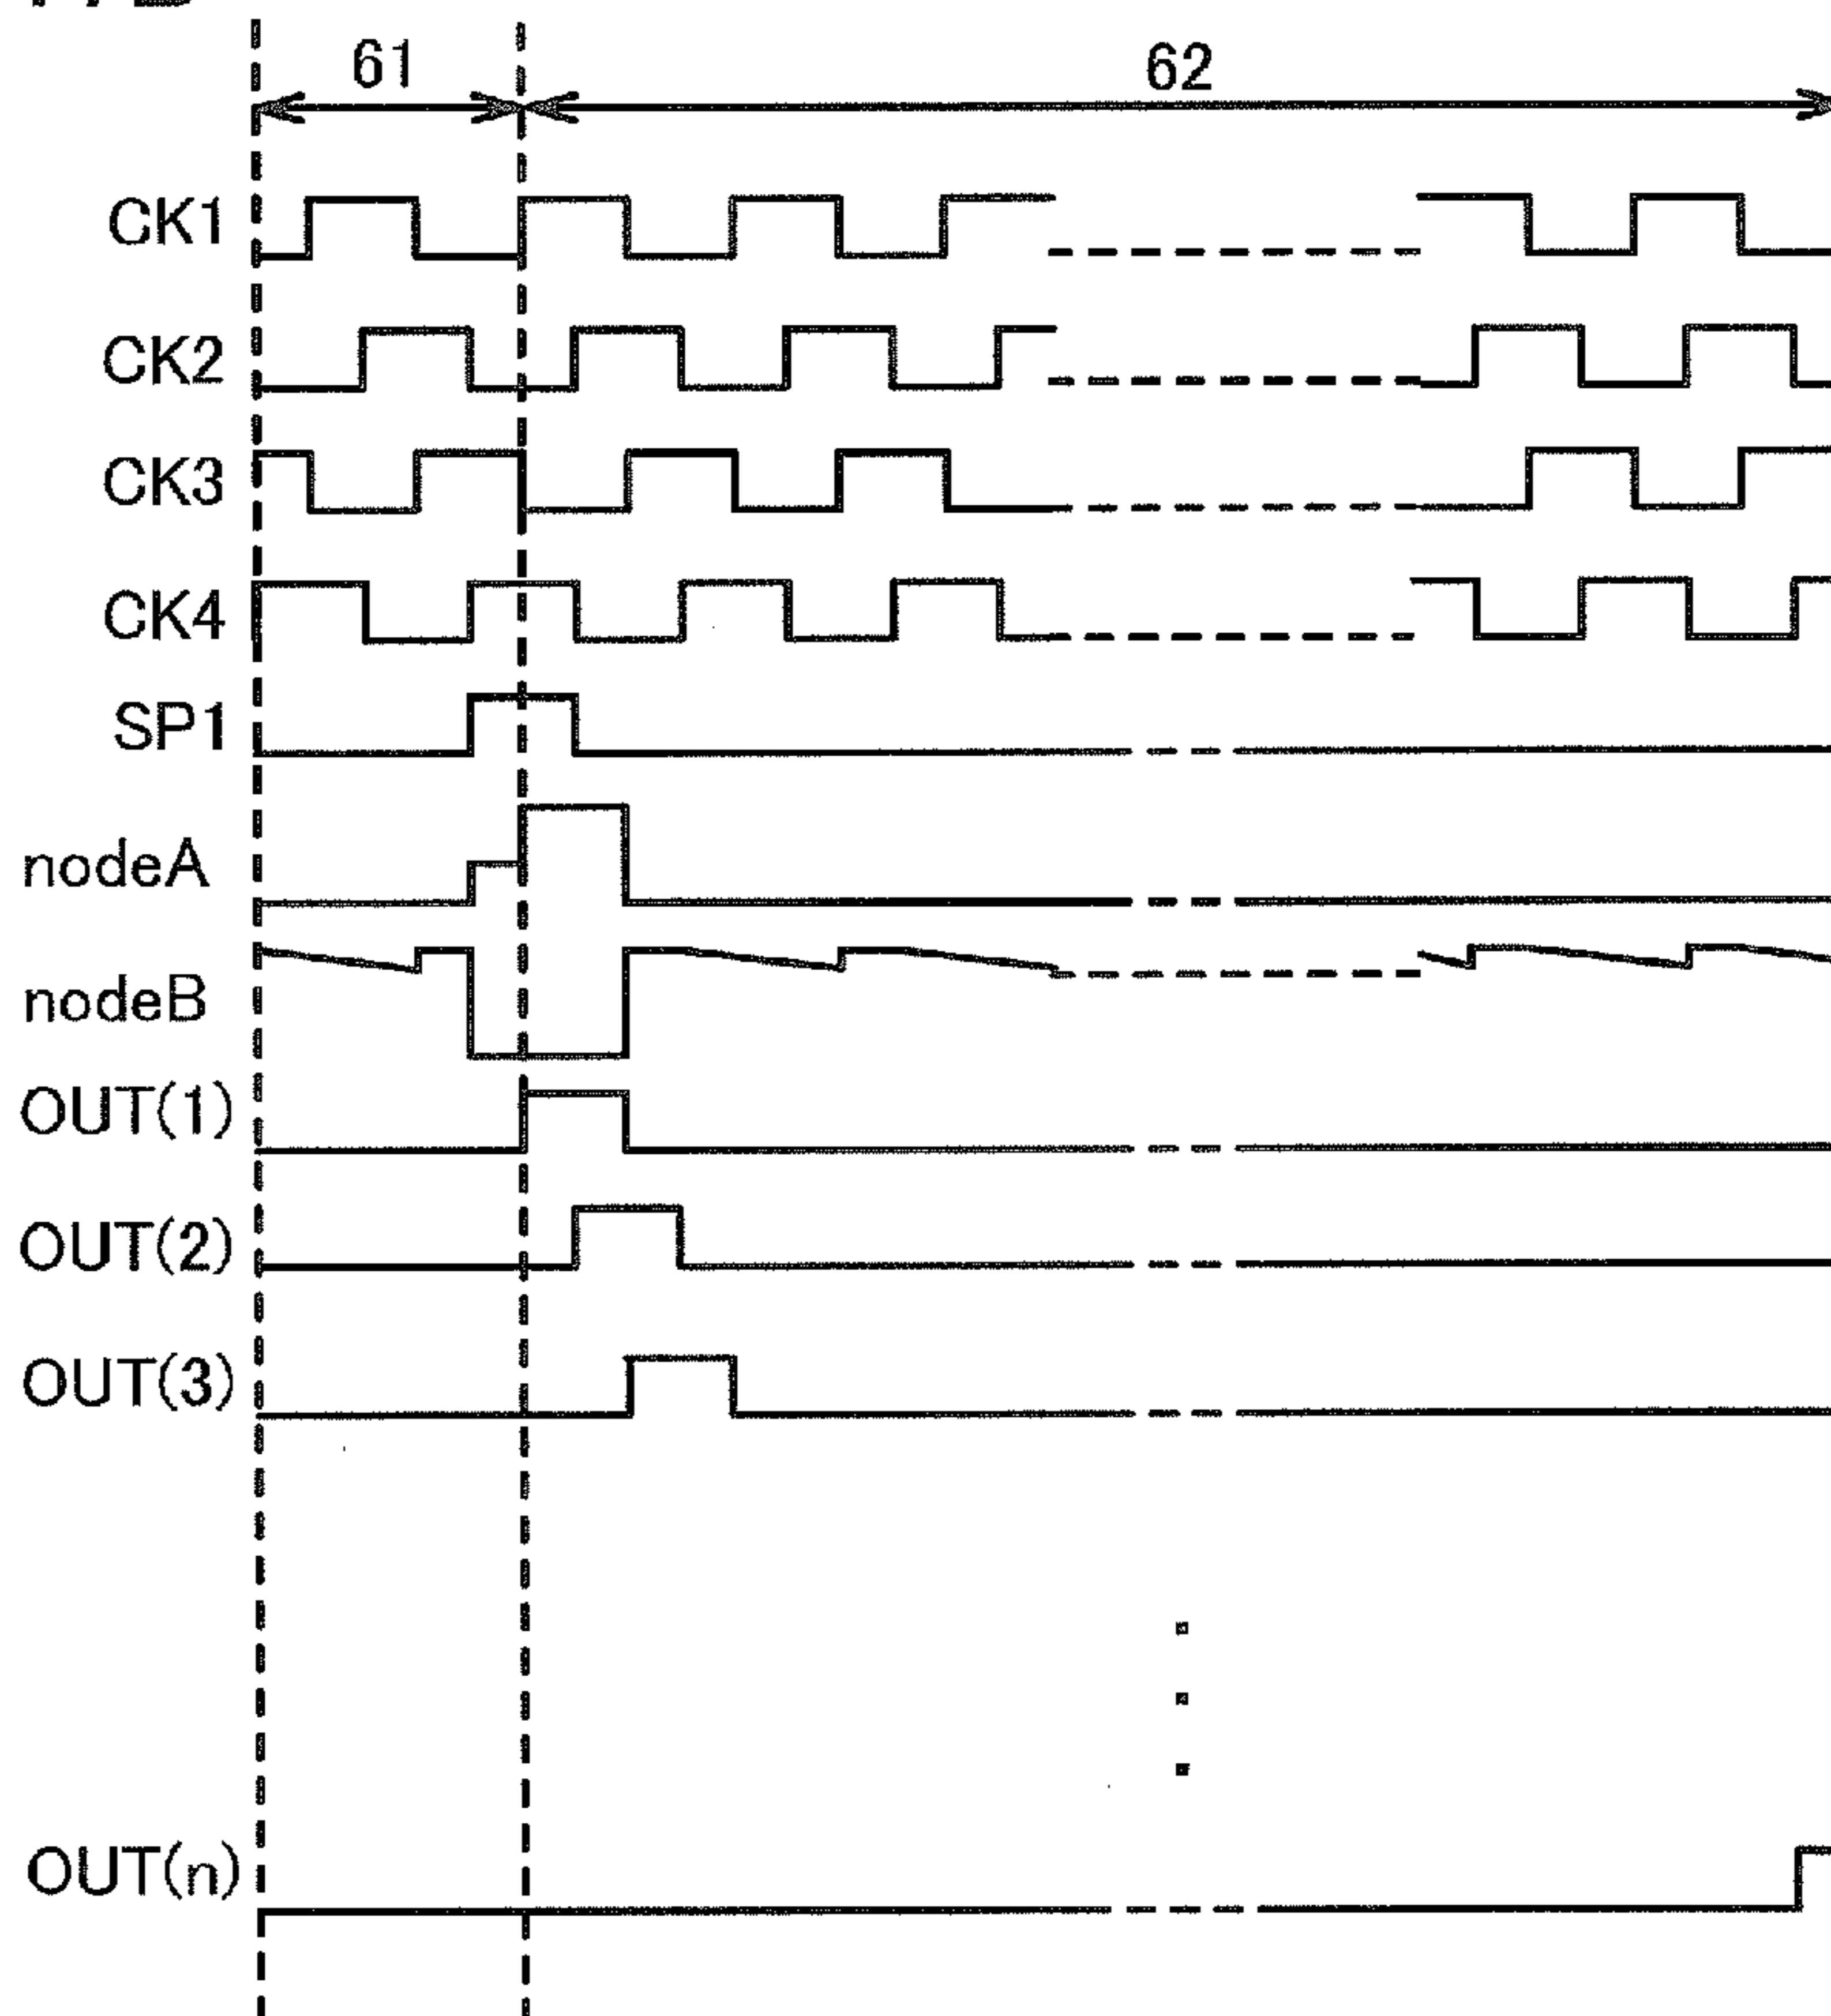 61 62
CK1
CK2
CK3
CK4
SP1
nodeA
nodeB
OUT(1)
OUT(2)
OUT(3)
OUT(n)